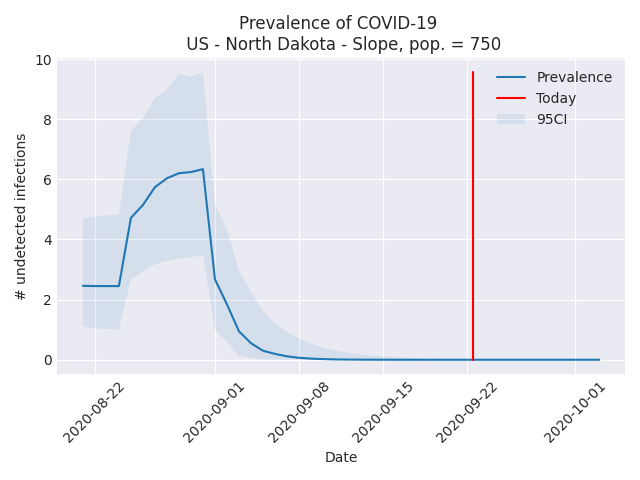 Prevalence of COVID-19
US - North Dakota - Slope, pop. = 750
10
8
6
4
2
0
# undetected infections
Prevalence
Today
95CI
2020-08-22
2020-09-01
2020-09-08
2020-09-15
2020-09-22
2020-10-01
Date